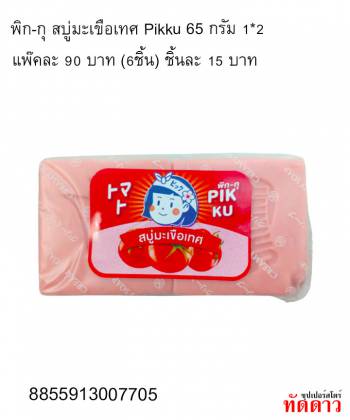 พิก-กุ สบู่มะเขือเทศ Pikku 65 กรัม 1*2
แพ๊คละ 90 บาท (6ชิ้น) ชิ้นละ 15 บาท
トマ
ト
พิก-กุ
PIK
KU
สบู่มะเขือเทศ
8855913007705
ซุปเปอร์สโตร์
ทัดดาว